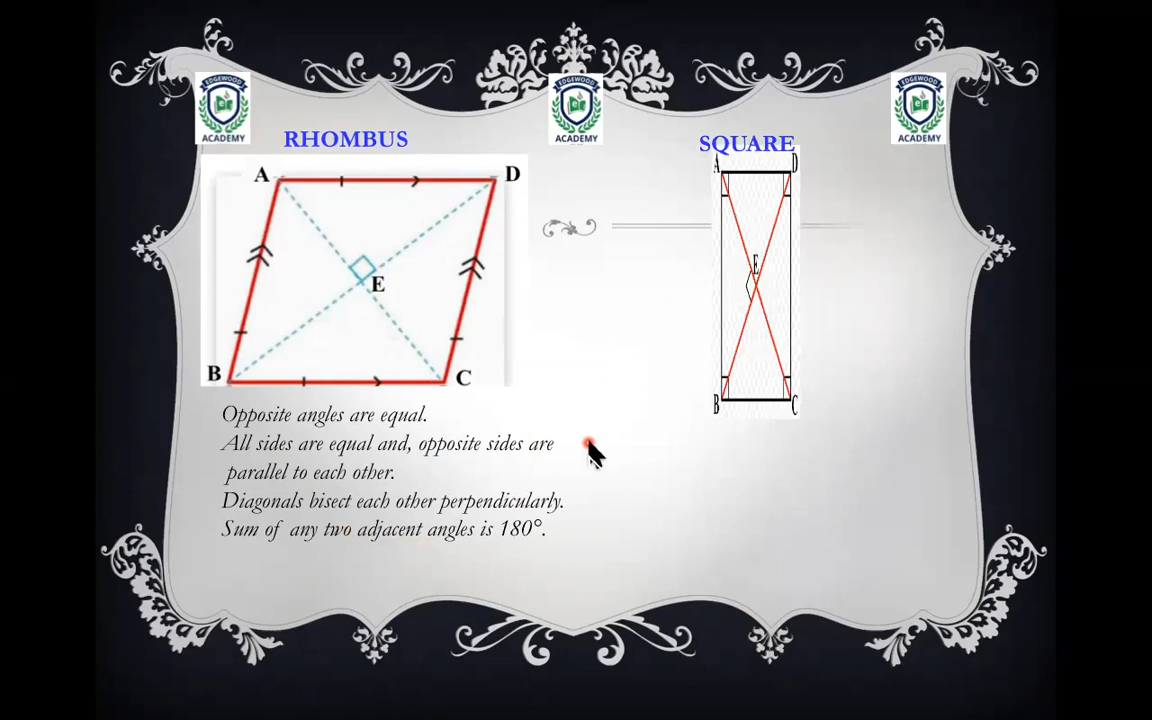 EDGEWOOD
ACADEMY
EDGEWOOD
ACADEMY
EDGEWOOD
ACADEMY
RHOMBUS
SQUARE
A
D
E
B
C
A
D
E
B
C
Opposite angles are equal.
All sides are equal and, opposite sides are
parallel to each other.
Diagonals bisect each other perpendicularly.
Sum of any two adjacent angles is 180°.